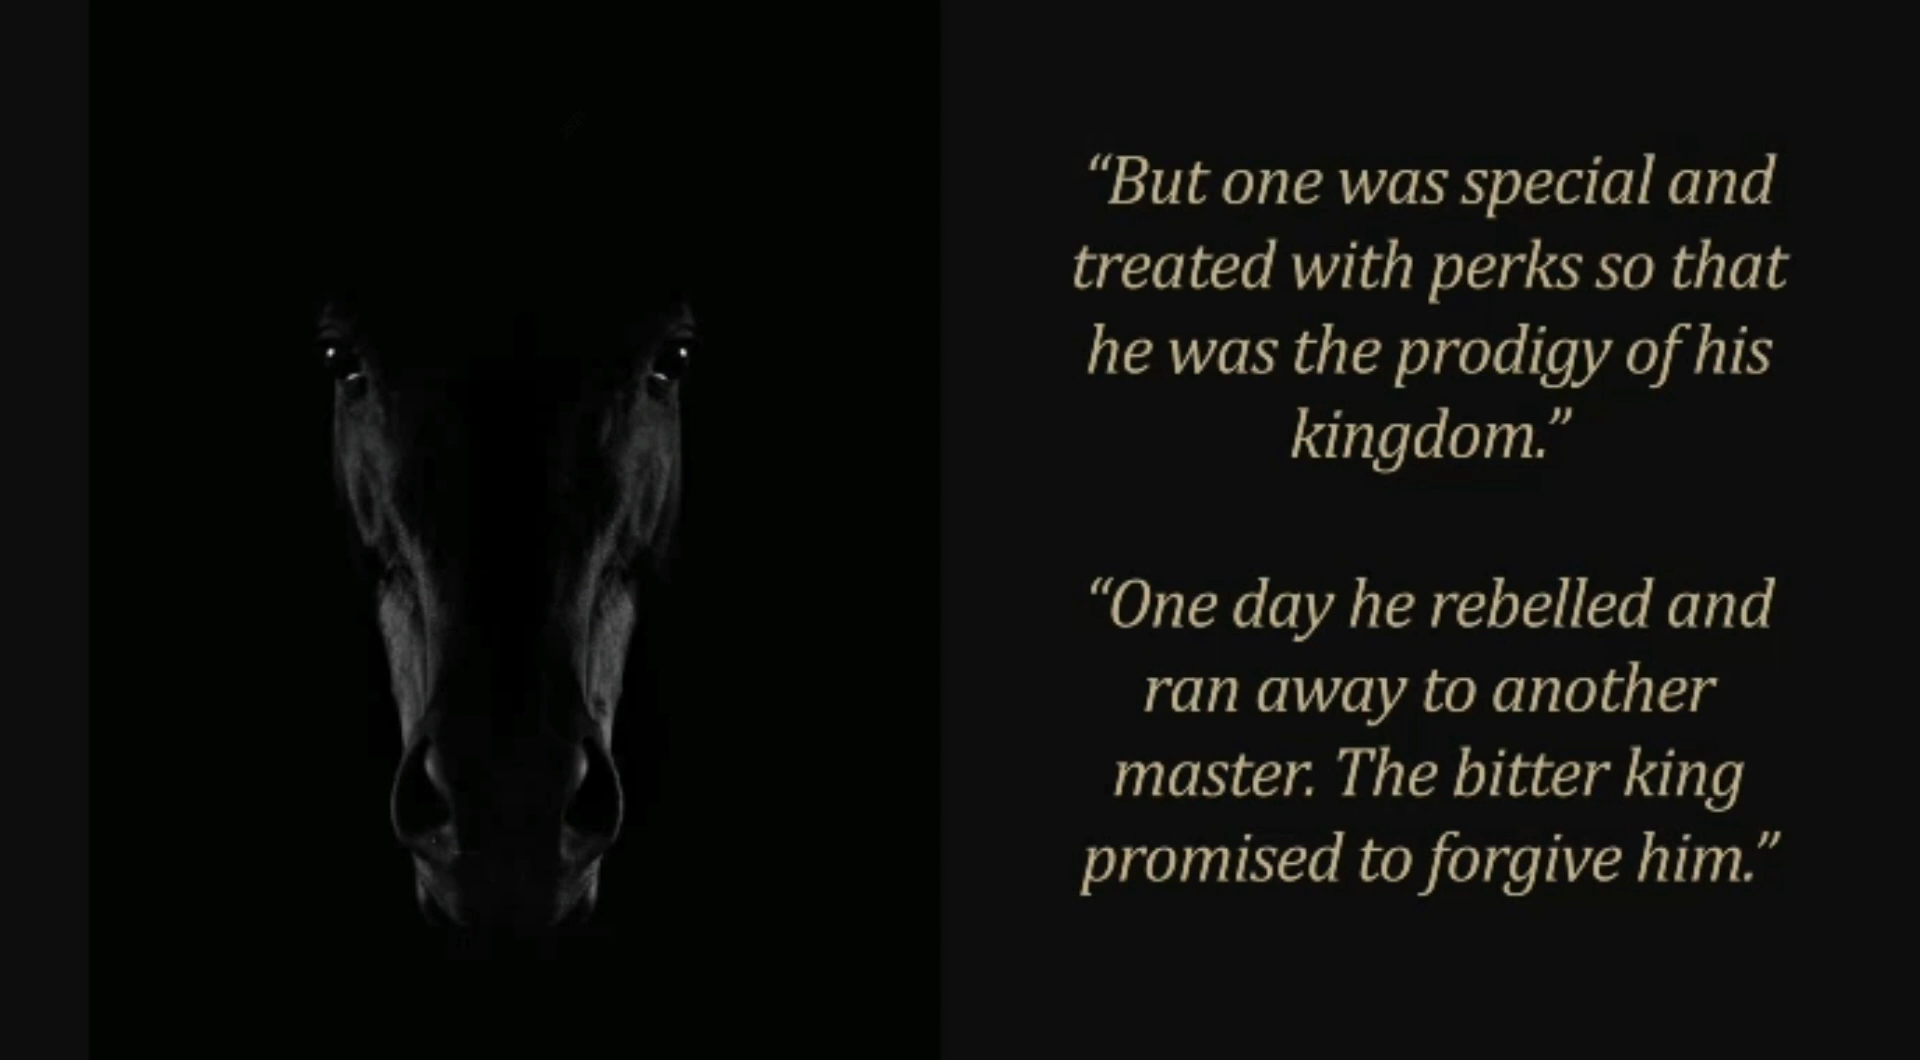 “But one was special and
treated with perks so that
he was the prodigy of his
kingdom.”
“One day he rebelled and
ran away to another
master. The bitter king
promised to forgive him.”